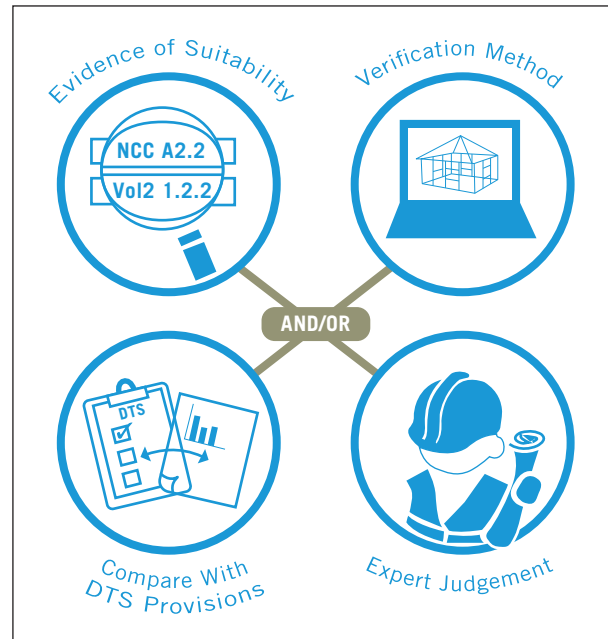 Evidence of Suitability
NCC A2.2
Vol2 1.2.2
Verification Method
AND/OR
DTS
Compare With
DTS Provisions
Expert Judgement